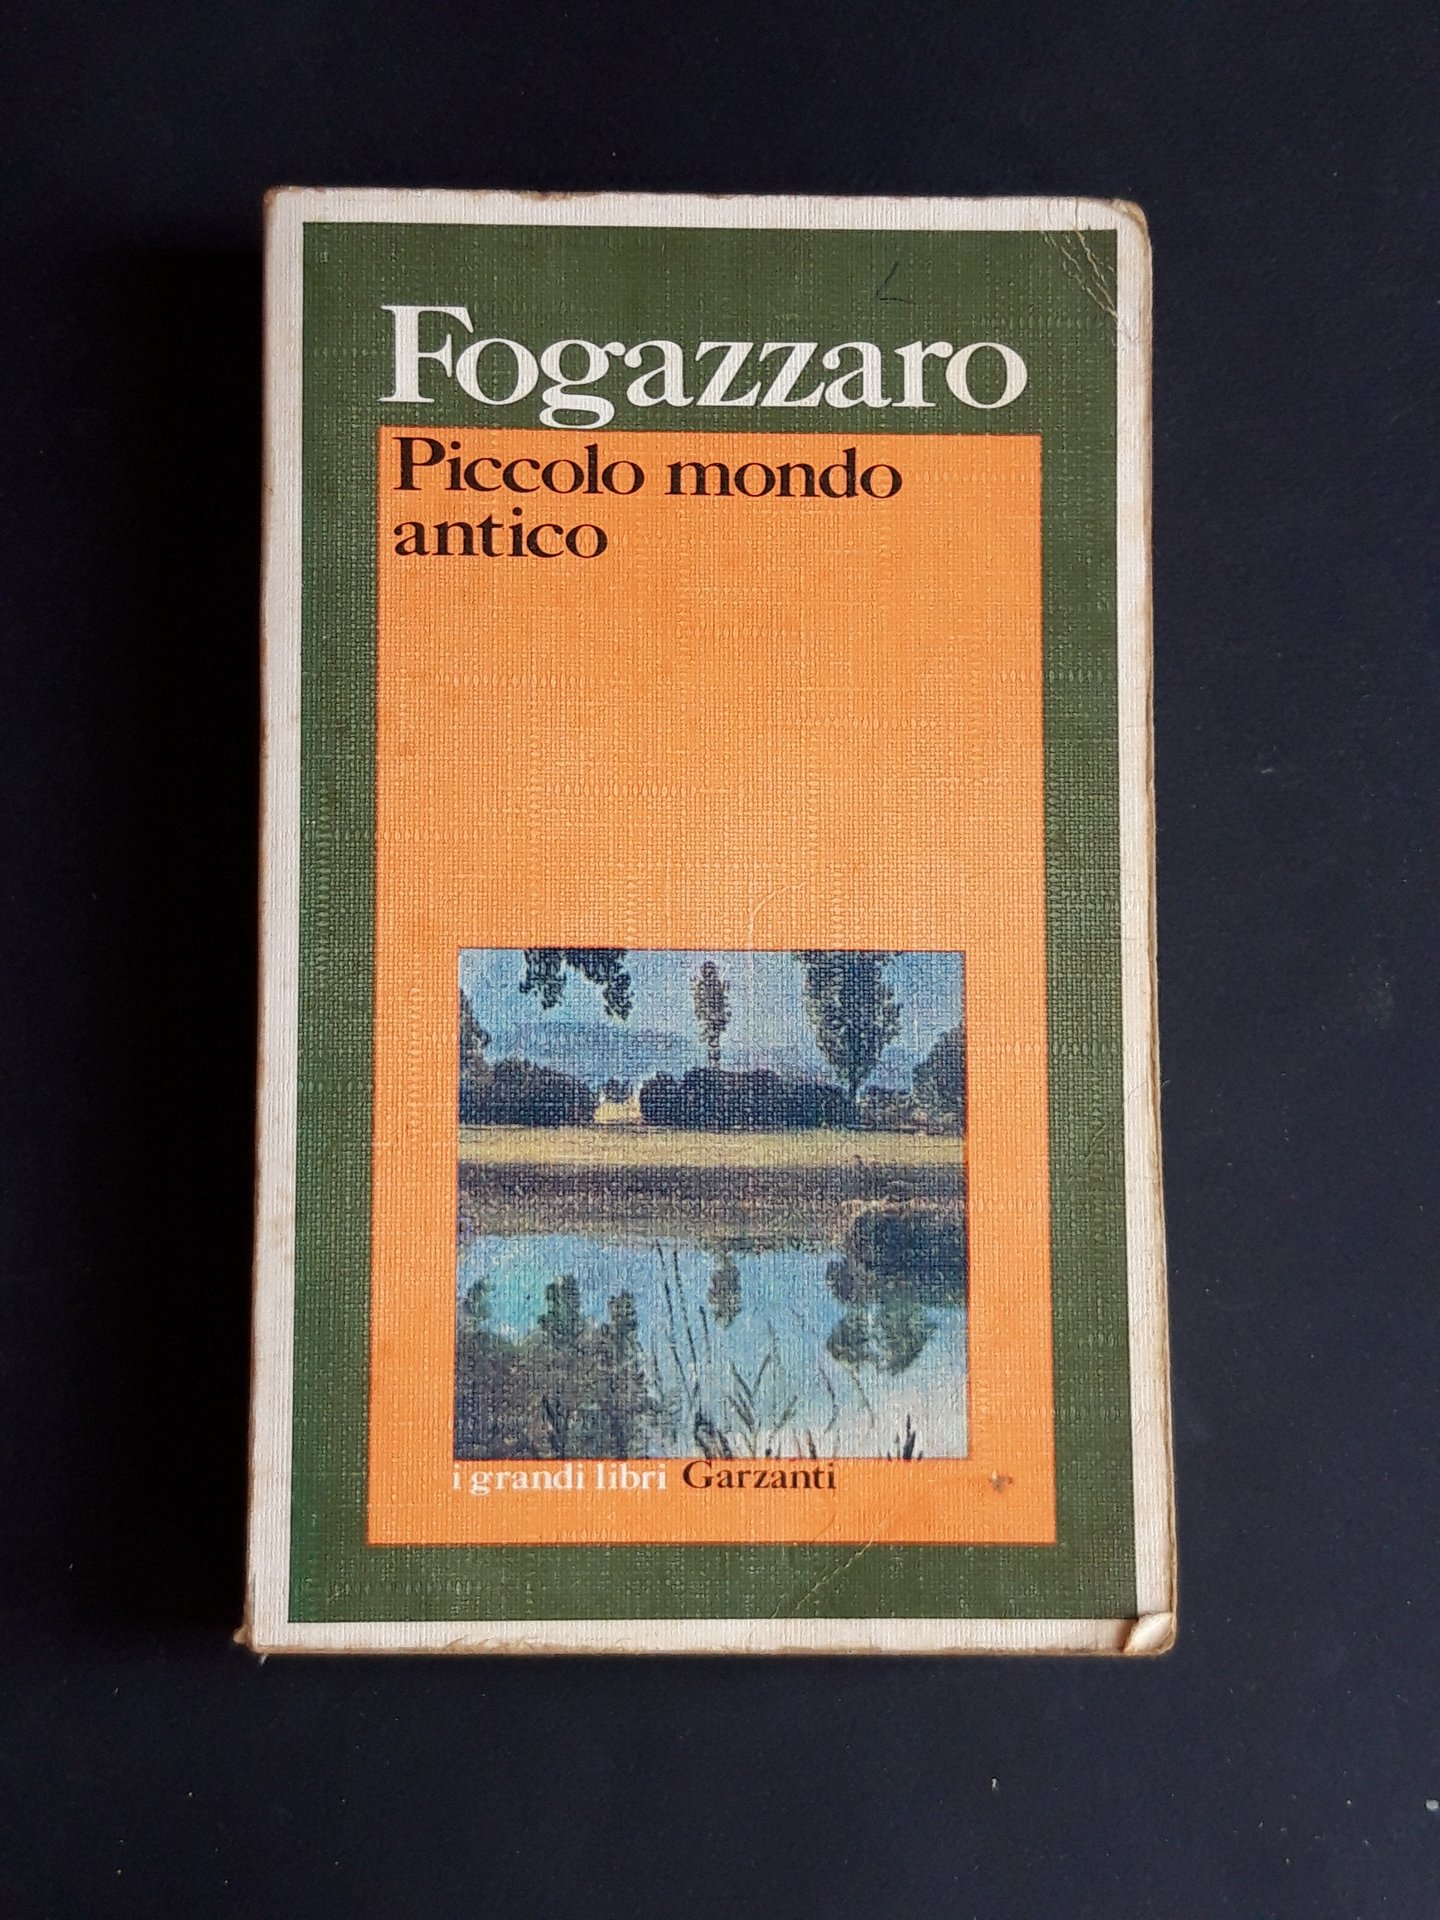 Fogazzaro
Piccolo mondo
antico
i grandi libri Garzanti